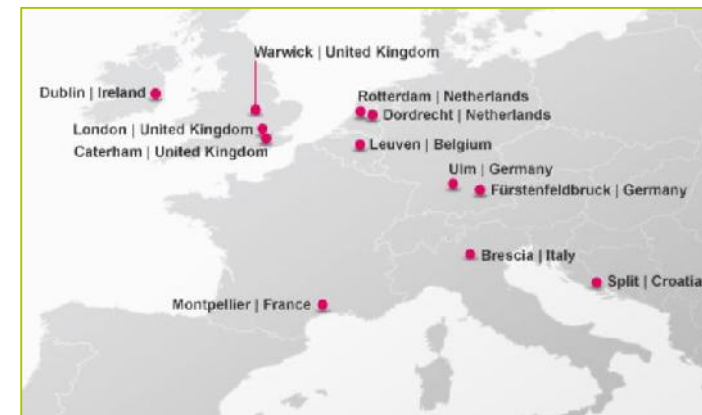 Warwick | United Kingdom
Dublin | Ireland
Rotterdam | Netherlands
Dordrecht | Netherlands
London | United Kingdom
Caterham | United Kingdom
Leuven | Belgium
Ulm | Germany
Fürstenfeldbruck | Germany
Brescia | Italy
Split | Croatia
Montpellier | France